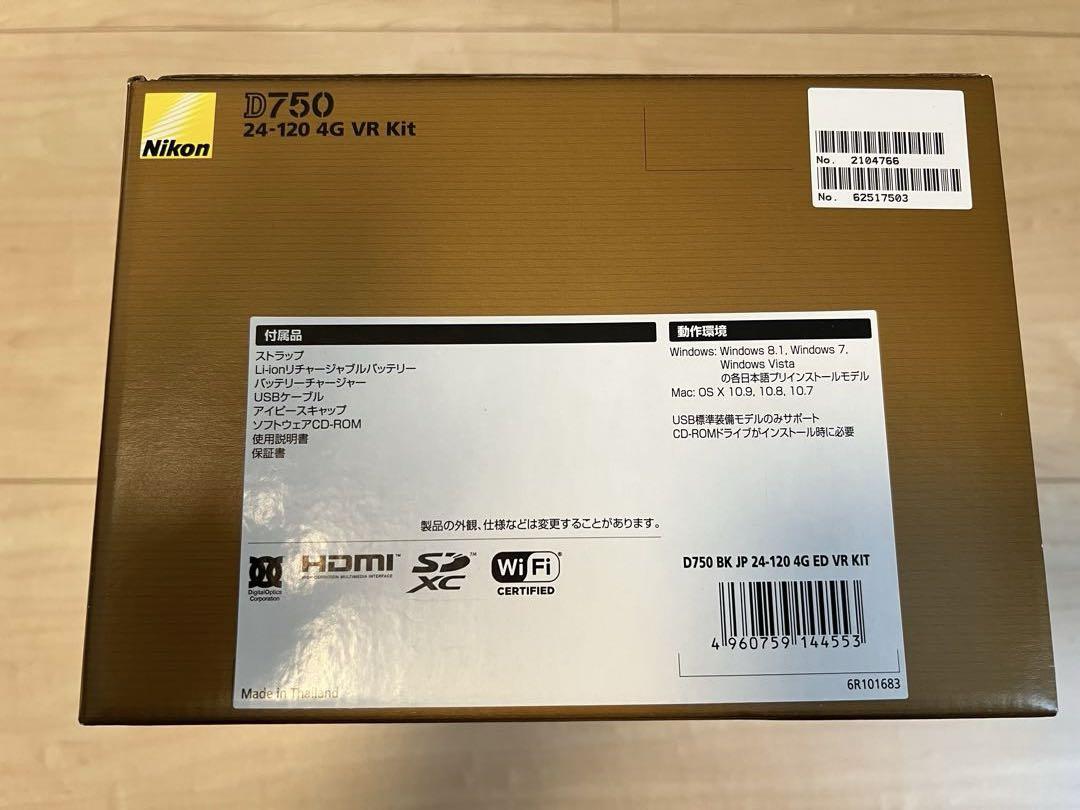 Nikon
D750
24-120 4G VR Kit
No. 2104766
No. 62517503
付属品
ストラップ
Li-ionリチャージャブルバッテリー
バッテリーチャージャー
USBケーブル
アイピースキャップ
ソフトウェアCD-ROM
使用説明書
保証書
動作環境
Windows: Windows 8.1, Windows 7,
Windows Vista
の各日本語プリインストールモデル
Mac: OS X 10.9, 10.8, 10.7
USB標準装備モデルのみサポート
CD-ROMドライブがインストール時に必要
製品の外観、仕様などは変更することがあります。
DigitalOptics
Corporation
HDMI™
HIGH-DEFINITION MULTIMEDIA INTERFACE
SD™
XC
Wi Fi®
CERTIFIED
D750 BK JP 24-120 4G ED VR KIT
4 960759 144553
6R101683
Made in Thailand